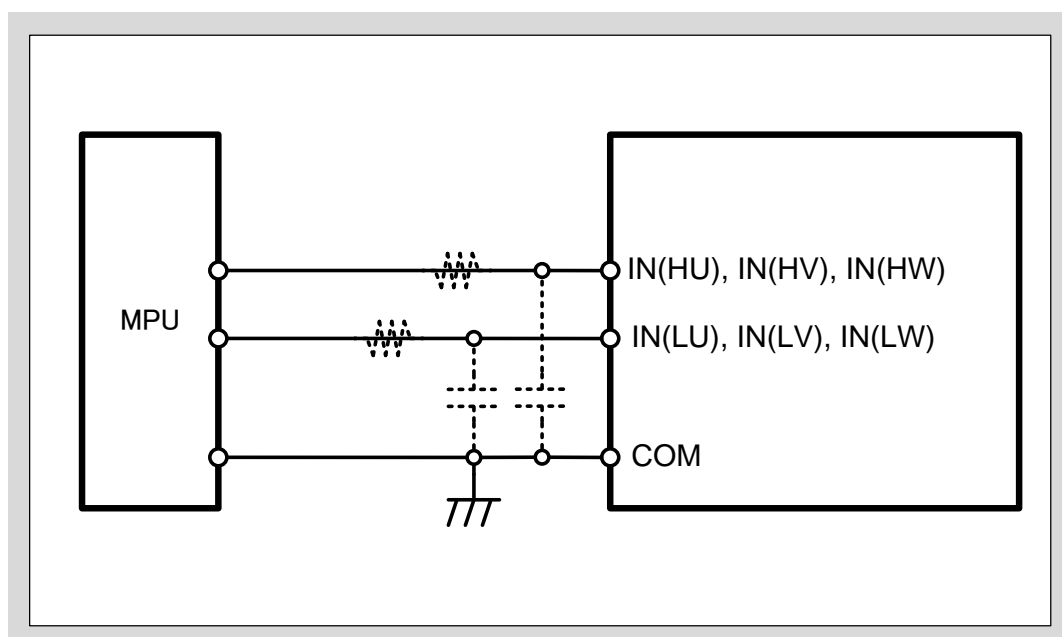 IN(HU), IN(HV), IN(HW)
MPU
IN(LU), IN(LV), IN(LW)
COM